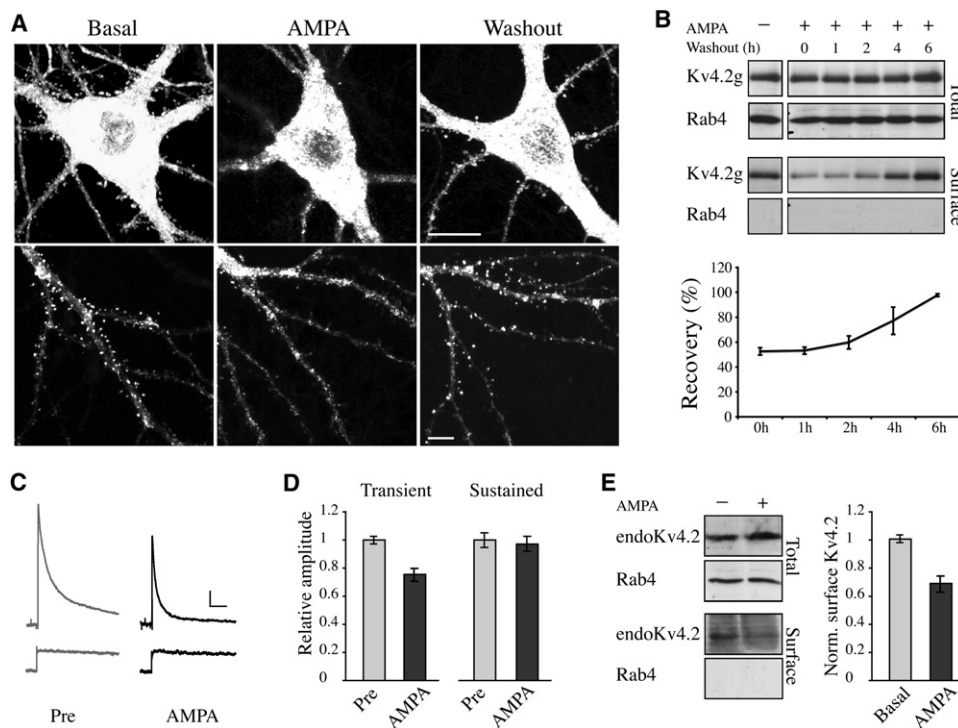 A
Basal
AMPA
Washout
B
AMPA
− + + + + +
Washout (h) 0 1 2 4 6
Kv4.2g
Rab4
Total
Kv4.2g
Rab4
Surface
120
100
80
60
40
20
0
Recovery (%)
0h 1h 2h 4h 6h
C
Pre
AMPA
D
Transient
Sustained
Relative amplitude
1.2
1
0.8
0.6
0.4
0.2
0
Pre
AMPA
Pre
AMPA
E
AMPA − +
endoKv4.2
Rab4
Total
endoKv4.2
Rab4
Surface
Norm. surface Kv4.2
1.2
1
0.8
0.6
0.4
0.2
0
Basal
AMPA